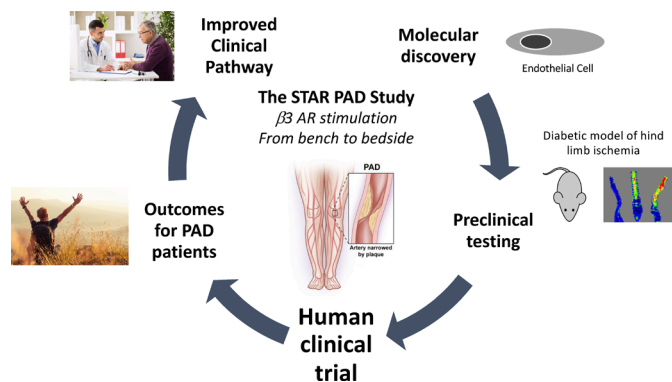 Improved
Clinical
Pathway
Molecular
discovery
Endothelial Cell
The STAR PAD Study
β3 AR stimulation
From bench to bedside
Diabetic model of hind
limb ischemia
PAD
Artery narrowed
by plaque
Outcomes
for PAD
patients
Preclinical
testing
Human
clinical
trial